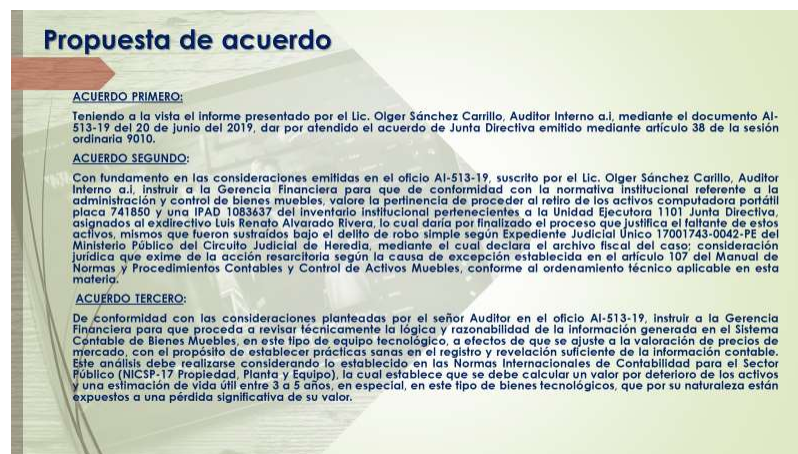 Propuesta de acuerdo
ACUERDO PRIMERO:
Teniendo a la vista el informe presentado por el Lic. Olger Sánchez Carrillo, Auditor Interno a.i, mediante el documento AI-
513-19 del 20 de junio del 2019, dar por atendido el acuerdo de Junta Directiva emitido mediante artículo 38 de la sesión
ordinaria 9010.
ACUERDO SEGUNDO:
Con fundamento en las consideraciones emitidas en el oficio AI-513-19, suscrito por el Lic. Olger Sánchez Carillo, Auditor
Interno a.i, instruir a la Gerencia Financiera para que de conformidad con la normativa institucional referente a la
administración y control de bienes muebles, valore la pertinencia de proceder al retiro de los activos computadora portátil
placa 741850 y una IPAD 1083637 del inventario institucional pertenecientes a la Unidad Ejecutora 1101 Junta Directiva,
asignados al exdirectivo Luis Renato Alvarado Rivera, lo cual daría por finalizado el proceso que justifica el faltante de estos
activos, mismos que fueron sustraídos bajo el delito de robo simple según Expediente Judicial Único 17001743-0042-PE del
Ministerio Público del Circuito Judicial de Heredia, mediante el cual declara el archivo fiscal del caso; consideración
jurídica que exime de la acción resarcitoria según la causa de excepción establecida en el artículo 107 del Manual de
Normas y Procedimientos Contables y Control de Activos Muebles, conforme al ordenamiento técnico aplicable en esta
materia.
ACUERDO TERCERO:
De conformidad con las consideraciones planteadas por el señor Auditor en el oficio AI-513-19, instruir a la Gerencia
Financiera para que proceda a revisar técnicamente la lógica y razonabilidad de la información generada en el Sistema
Contable de Bienes Muebles, en este tipo de equipo tecnológico, a efectos de que se ajuste a la valoración de precios de
mercado, con el propósito de establecer prácticas sanas en el registro y revelación suficiente de la información contable.
Este análisis debe realizarse considerando lo establecido en las Normas Internacionales de Contabilidad para el Sector
Público (NICSP-17 Propiedad, Planta y Equipo), la cual establece que se debe calcular un valor por deterioro de los activos
y una estimación de vida útil entre 3 a 5 años, en especial, en este tipo de bienes tecnológicos, que por su naturaleza están
expuestos a una pérdida significativa de su valor.